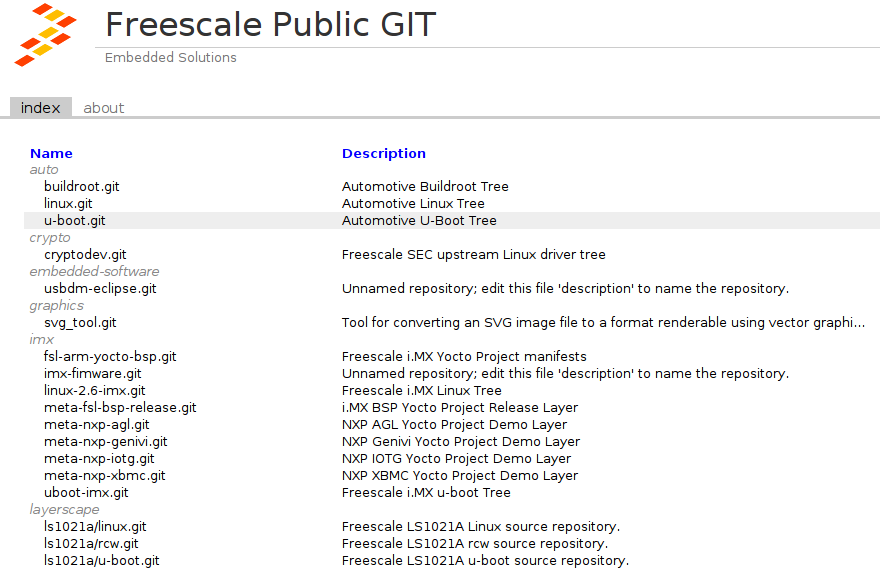 Freescale Public GIT
Embedded Solutions
index about
Name Description
auto
buildroot.git Automotive Buildroot Tree
linux.git Automotive Linux Tree
u-boot.git Automotive U-Boot Tree
crypto
cryptodev.git Freescale SEC upstream Linux driver tree
embedded-software
usbdm-eclipse.git Unnamed repository; edit this file 'description' to name the repository.
graphics
svg_tool.git Tool for converting an SVG image file to a format renderable using vector graphi...
imx
fsl-arm-yocto-bsp.git Freescale i.MX Yocto Project manifests
imx-fimware.git Unnamed repository; edit this file 'description' to name the repository.
linux-2.6-imx.git Freescale i.MX Linux Tree
meta-fsl-bsp-release.git i.MX BSP Yocto Project Release Layer
meta-nxp-agl.git NXP AGL Yocto Project Demo Layer
meta-nxp-genivi.git NXP Genivi Yocto Project Demo Layer
meta-nxp-iotg.git NXP IOTG Yocto Project Demo Layer
meta-nxp-xbmc.git NXP XBMC Yocto Project Demo Layer
uboot-imx.git Freescale i.MX u-boot Tree
layerscape
ls1021a/linux.git Freescale LS1021A Linux source repository.
ls1021a/rcw.git Freescale LS1021A rcw source repository.
ls1021a/u-boot.git Freescale LS1021A u-boot source repository.